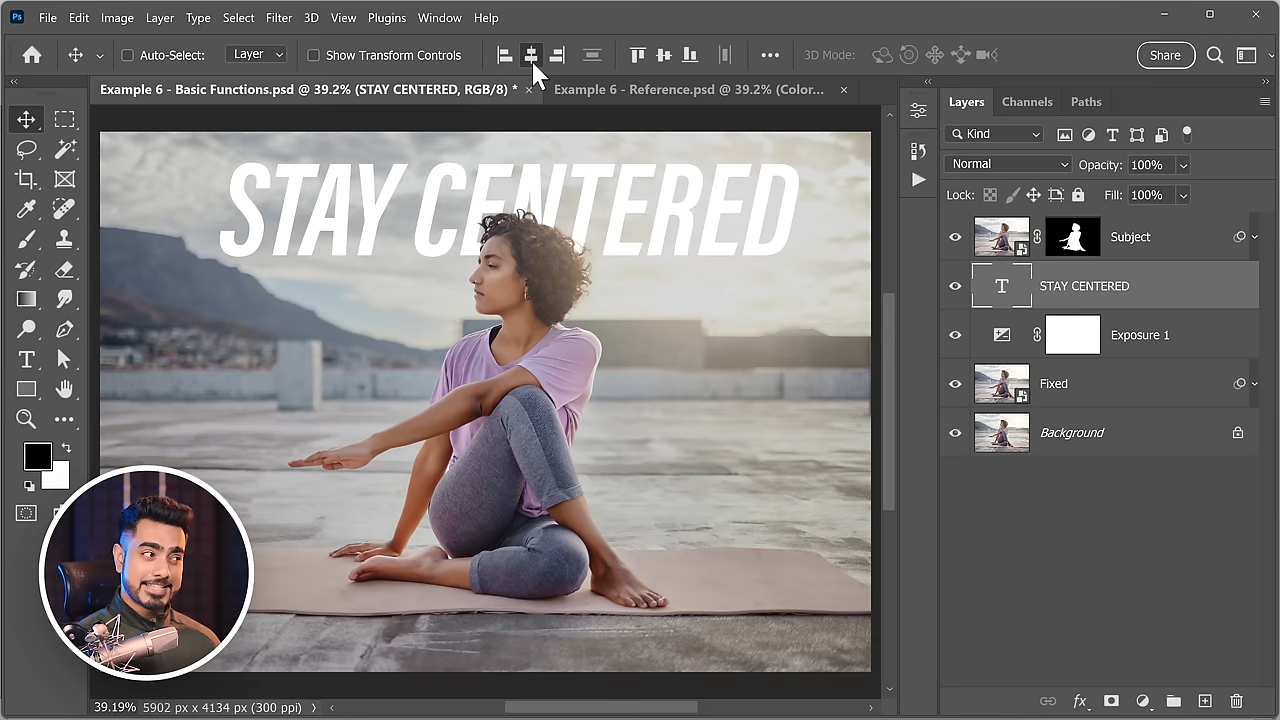 Ps File Edit Image Layer Type Select Filter 3D View Plugins Window Help
Auto-Select: Layer Show Transform Controls 3D Mode: Share
Example 6 - Basic Functions.psd @ 39.2% (STAY CENTERED, RGB/8) * × Example 6 - Reference.psd @ 39.2% (Color... ×
STAY CENTERED
39.19% 5902 px x 4134 px (300 ppi)
Layers Channels Paths
Kind
Normal Opacity: 100%
Lock: Fill: 100%
Subject
T STAY CENTERED
Exposure 1
Fixed
Background
fx